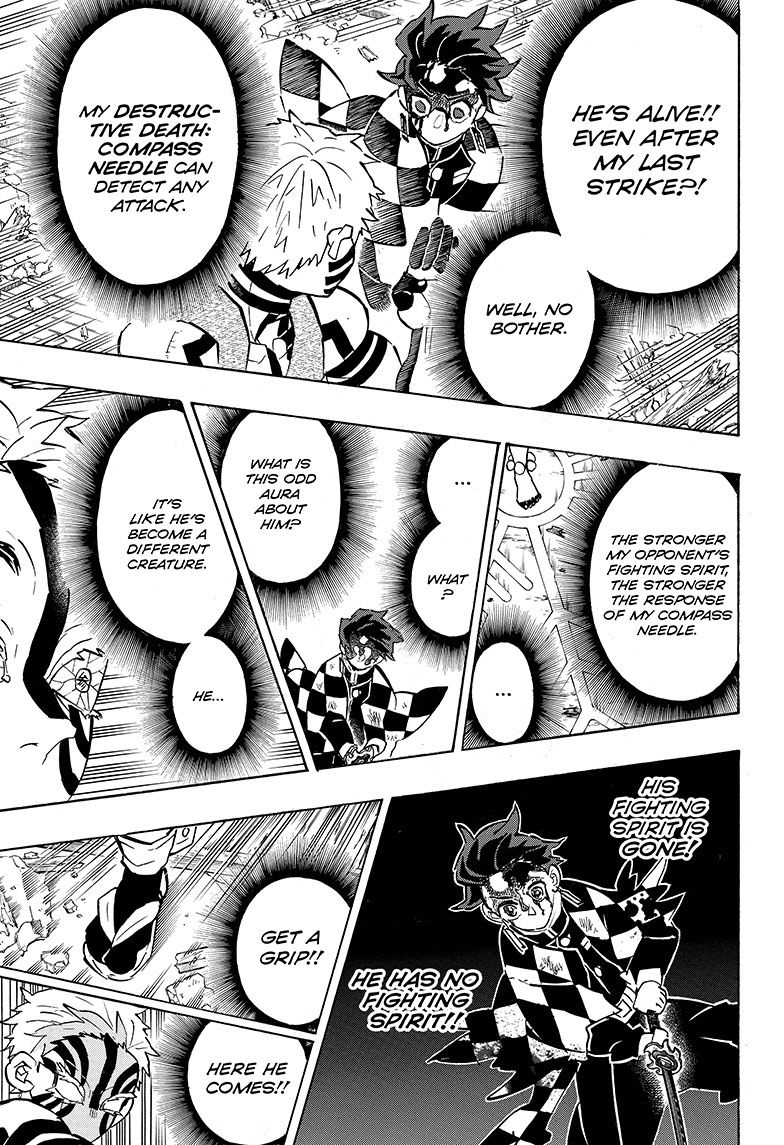 HE'S ALIVE!!
EVEN AFTER
MY LAST
STRIKE?!
WELL, NO
BOTHER.
MY DESTRUC-
TIVE DEATH:
COMPASS
NEEDLE CAN
DETECT ANY
ATTACK.
THE STRONGER
MY OPPONENT'S
FIGHTING SPIRIT,
THE STRONGER
THE RESPONSE
OF MY COMPASS
NEEDLE.
...
...
WHAT
?
WHAT IS
THIS ODD
AURA
ABOUT
HIM?
IT'S
LIKE HE'S
BECOME A
DIFFERENT
CREATURE.
HE...
HIS
FIGHTING
SPIRIT IS
GONE!
HE HAS NO
FIGHTING
SPIRIT!!
GET A
GRIP!!
HERE HE
COMES!!